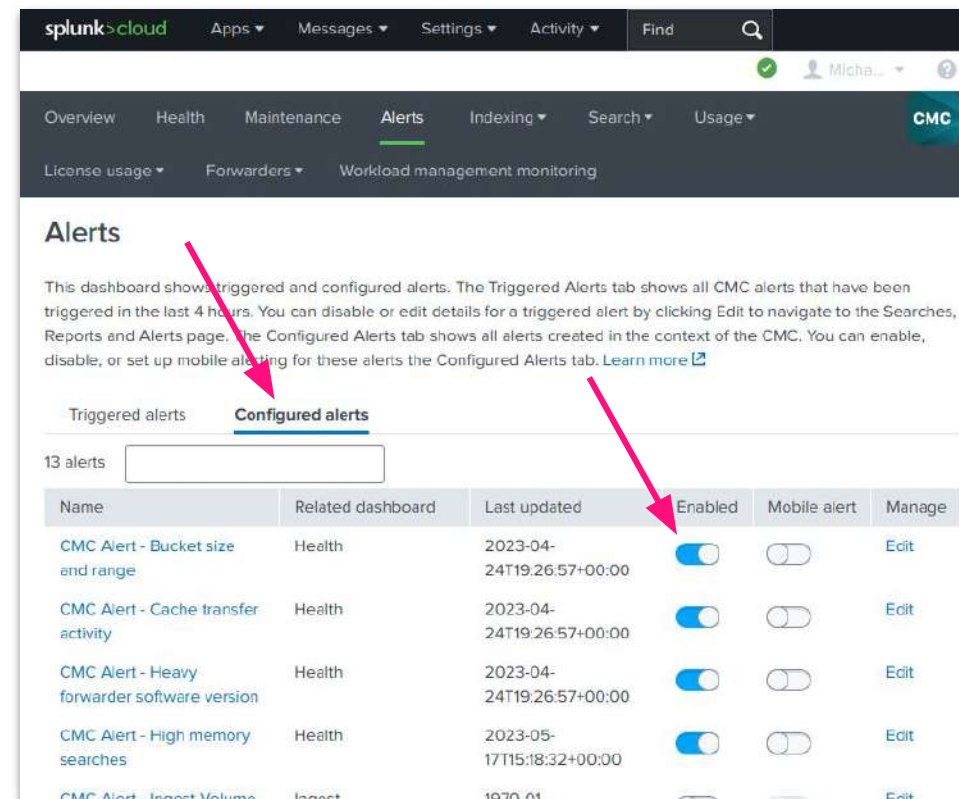 splunk>cloud Apps Messages Settings Activity Find
Micha...
Overview Health Maintenance Alerts Indexing Search Usage CMC
License usage Forwarders Workload management monitoring
Alerts
This dashboard shows triggered and configured alerts. The Triggered Alerts tab shows all CMC alerts that have been
triggered in the last 4 hours. You can disable or edit details for a triggered alert by clicking Edit to navigate to the Searches,
Reports and Alerts page. The Configured Alerts tab shows all alerts created in the context of the CMC. You can enable,
disable, or set up mobile alerting for these alerts the Configured Alerts tab. Learn more
Triggered alerts Configured alerts
13 alerts
Name Related dashboard Last updated Enabled Mobile alert Manage
CMC Alert - Bucket size Health 2023-04- Edit
and range 24T19:26:57+00:00
CMC Alert - Cache transfer Health 2023-04- Edit
activity 24T19:26:57+00:00
CMC Alert - Heavy Health 2023-04- Edit
forwarder software version 24T19:26:57+00:00
CMC Alert - High memory Health 2023-05- Edit
searches 17T15:18:32+00:00
CMC Alert - Ingest Volume Ingest 1970-01- Edit